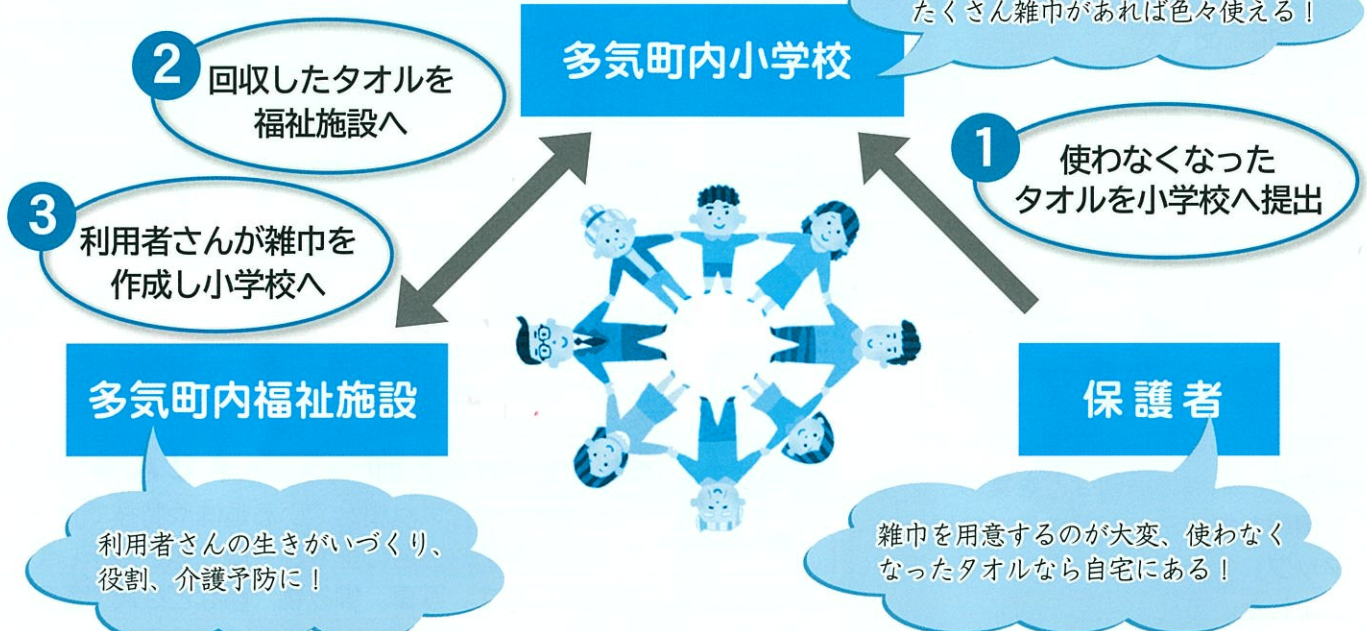 たくさん雑巾があれば色々使える！
多気町内小学校
2
回収したタオルを
福祉施設へ
1
使わなくなった
タオルを小学校へ提出
3
利用者さんが雑巾を
作成し小学校へ
多気町内福祉施設
保護者
利用者さんの生きがいづくり、
役割、介護予防に！
雑巾を用意するのが大変、使わなく
なったタオルなら自宅にある！